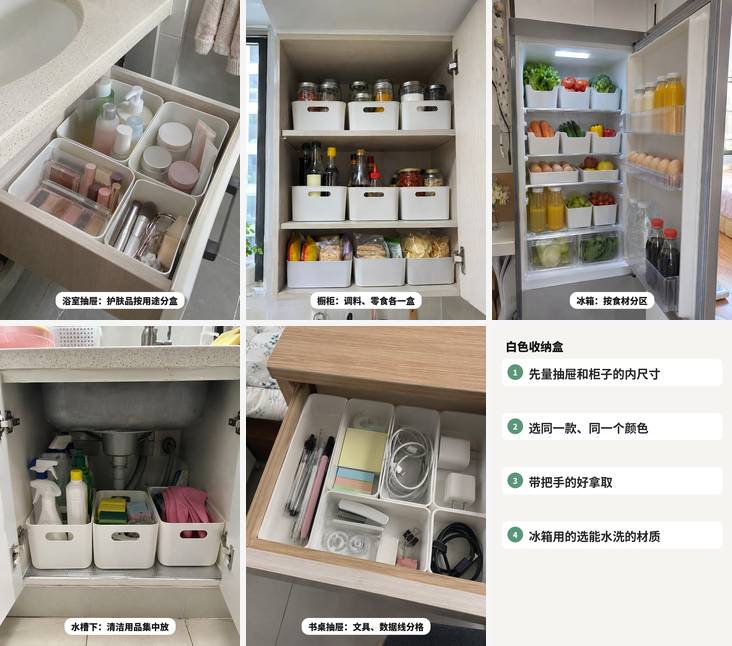 浴室抽屉：护肤品按用途分盒
橱柜：调料、零食各一盒
冰箱：按食材分区
水槽下：清洁用品集中放
书桌抽屉：文具、数据线分格
白色收纳盒
1 先量抽屉和柜子的内尺寸
2 选同一款、同一个颜色
3 带把手的好拿取
4 冰箱用的选能水洗的材质